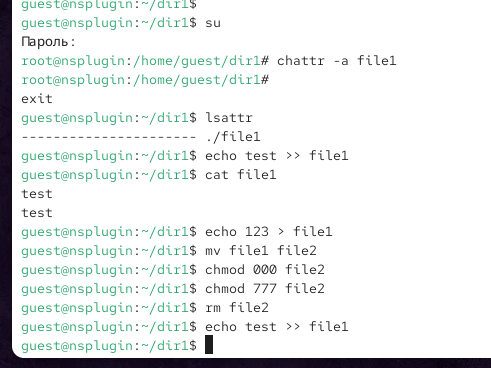 guest@nsplugin:~/dir1$
guest@nsplugin:~/dir1$ su
Пароль:
root@nsplugin:/home/guest/dir1# chattr -a file1
root@nsplugin:/home/guest/dir1#
exit
guest@nsplugin:~/dir1$ lsattr
---------------------- ./file1
guest@nsplugin:~/dir1$ echo test >> file1
guest@nsplugin:~/dir1$ cat file1
test
test
guest@nsplugin:~/dir1$ echo 123 > file1
guest@nsplugin:~/dir1$ mv file1 file2
guest@nsplugin:~/dir1$ chmod 000 file2
guest@nsplugin:~/dir1$ chmod 777 file2
guest@nsplugin:~/dir1$ rm file2
guest@nsplugin:~/dir1$ echo test >> file1
guest@nsplugin:~/dir1$